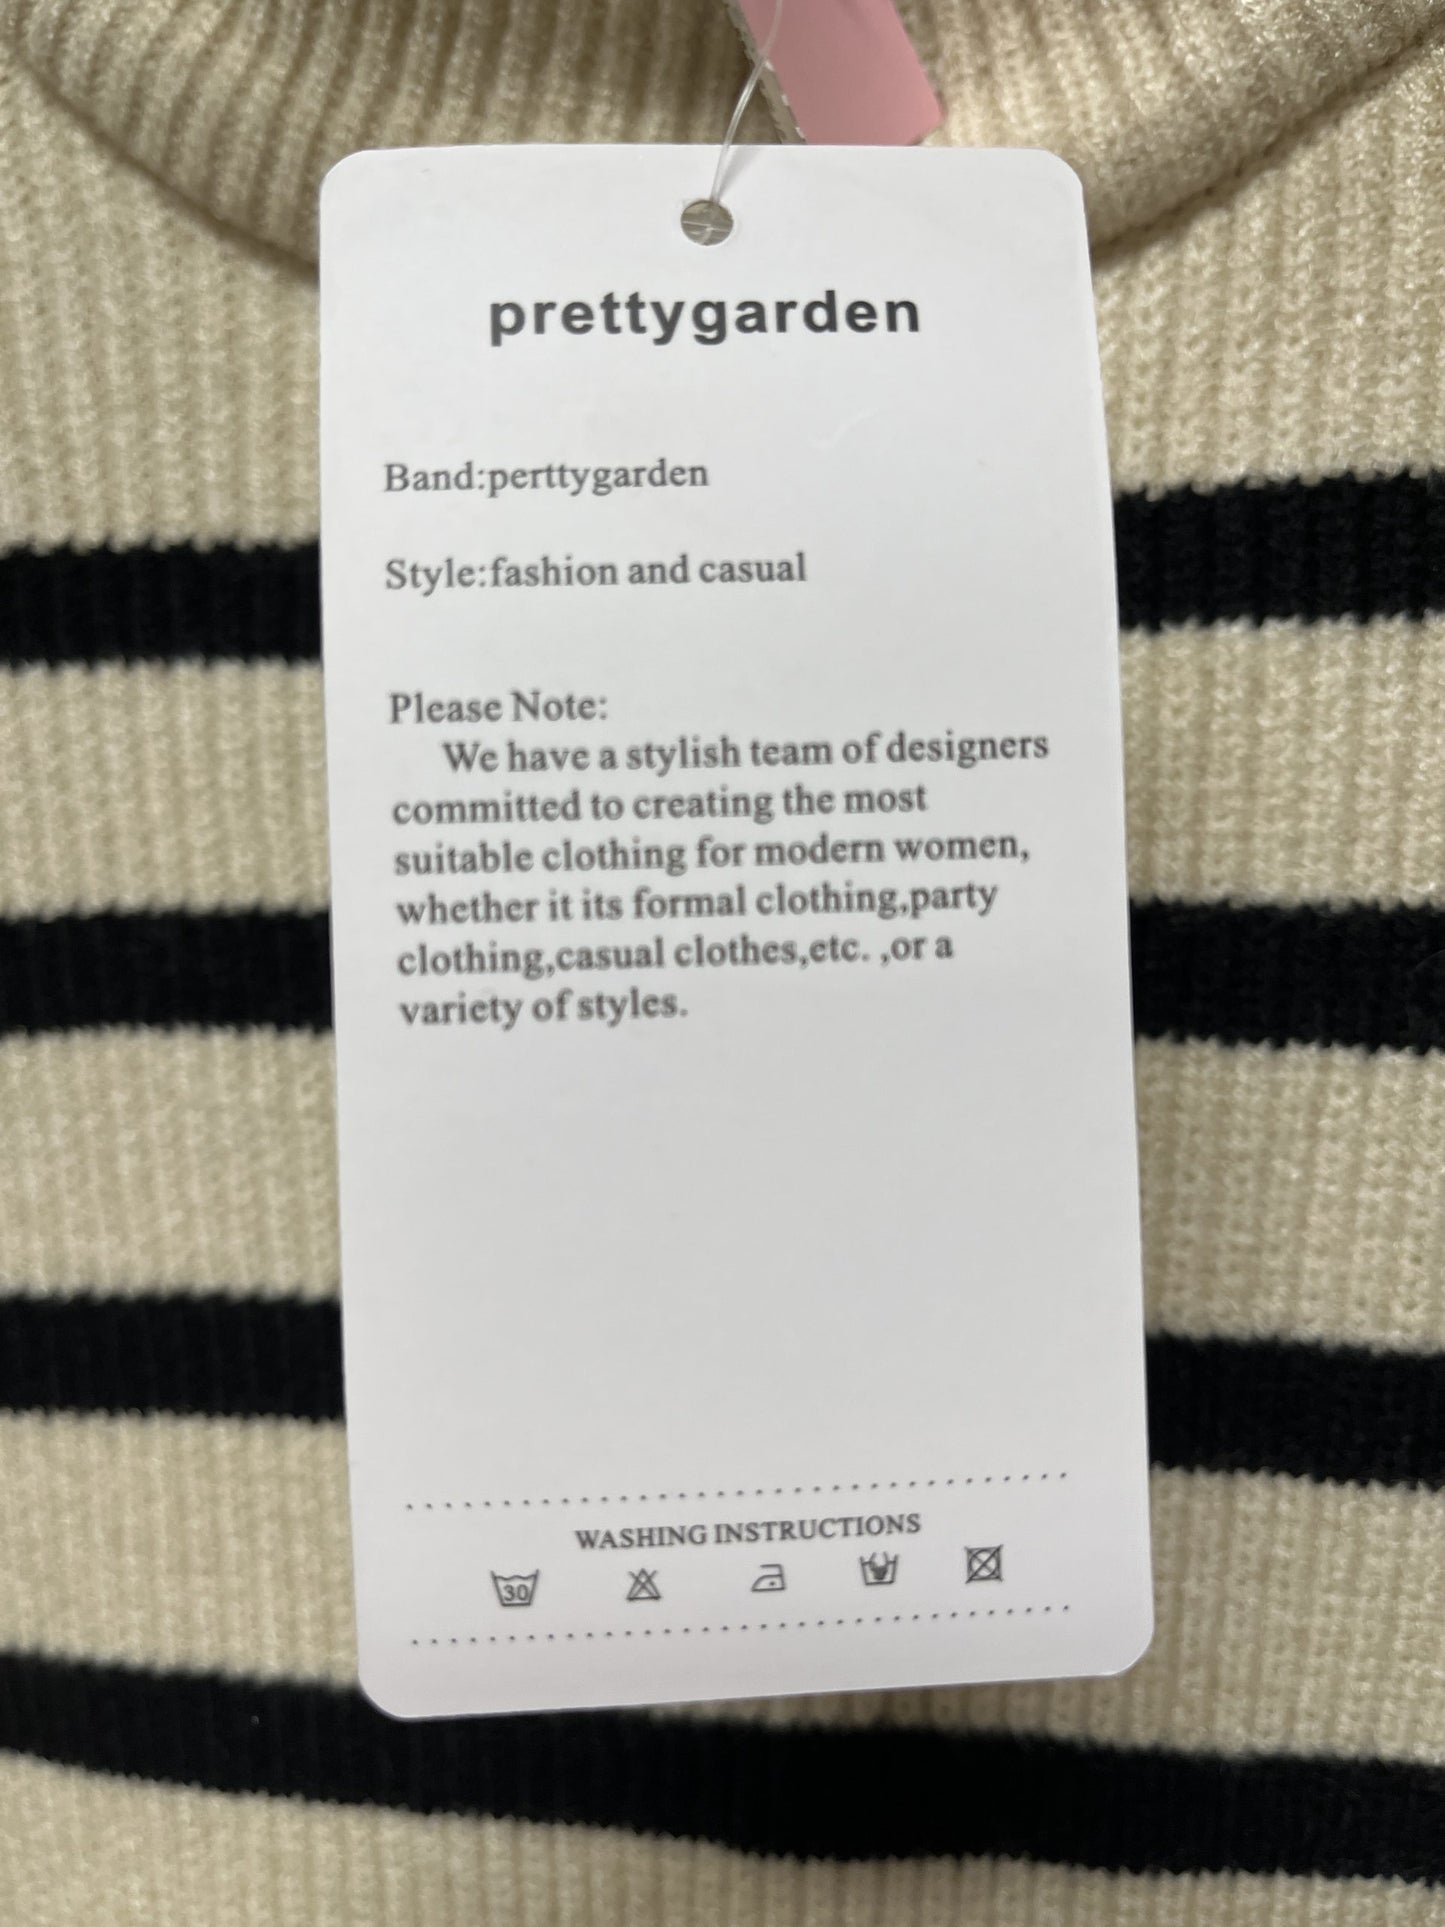 prettygarden
Band:perttygarden
Style:fashion and casual
Please Note:
We have a stylish team of designers
committed to creating the most
suitable clothing for modern women,
whether it its formal clothing,party
clothing,casual clothes,etc. ,or a
variety of styles.
WASHING INSTRUCTIONS
30